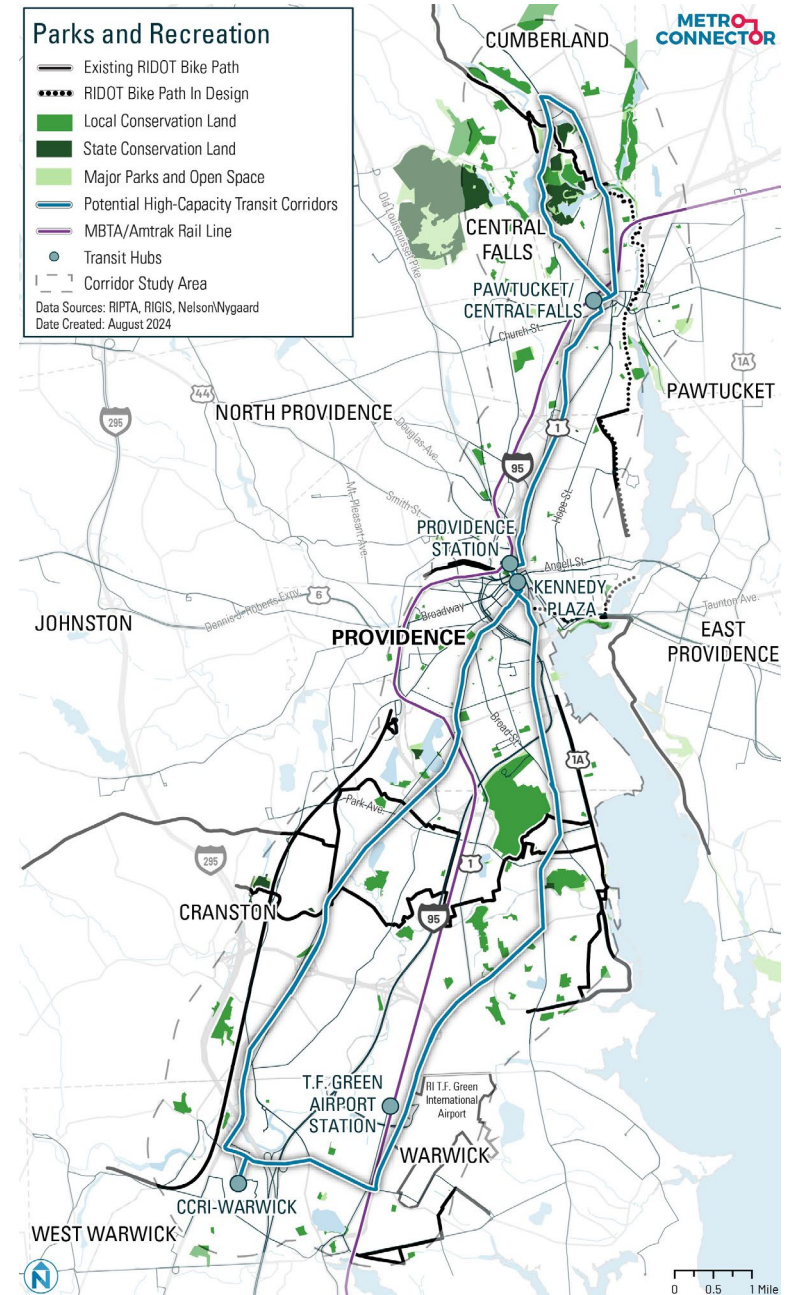 Parks and Recreation
Existing RIDOT Bike Path
RIDOT Bike Path In Design
Local Conservation Land
State Conservation Land
Major Parks and Open Space
Potential High-Capacity Transit Corridors
MBTA/Amtrak Rail Line
Transit Hubs
Corridor Study Area
Data Sources: RIPTA, RIGIS, Nelson\Nygaard
Date Created: August 2024
METRO
CONNECTOR
CUMBERLAND
Old Louisquisset Pike
CENTRAL
FALLS
PAWTUCKET/
CENTRAL FALLS
Church St.
1A
PAWTUCKET
44
NORTH PROVIDENCE
295
1
Douglas Ave.
95
Smith St.
Mt. Pleasant Ave.
Hope St.
PROVIDENCE
STATION
Angell St.
KENNEDY
PLAZA
6
Dennis J Roberts Expy.
Broadway
Taunton Ave.
JOHNSTON
PROVIDENCE
EAST
PROVIDENCE
Broad St.
1A
Park Ave.
295
1
CRANSTON
95
T.F. GREEN
AIRPORT
STATION
RI T.F. Green
International
Airport
WARWICK
CCRI-WARWICK
WEST WARWICK
N
0 0.5 1 Mile